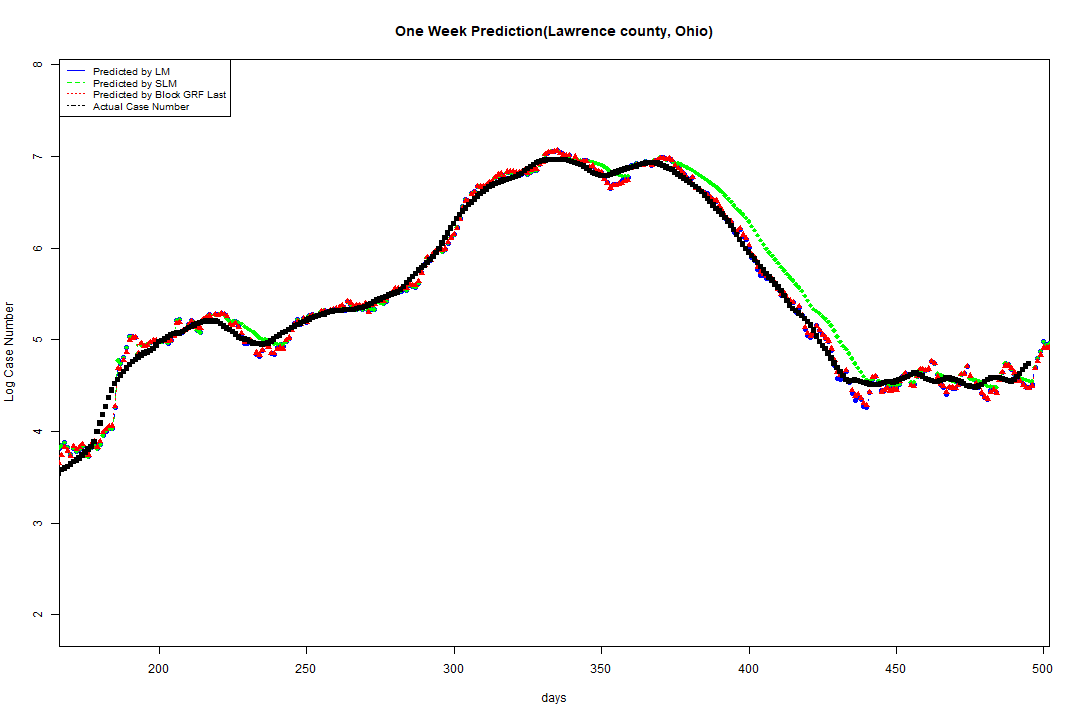 One Week Prediction(Lawrence county, Ohio)
Predicted by LM
Predicted by SLM
Predicted by Block GRF Last
Actual Case Number
8
7
6
5
4
3
2
Log Case Number
200
250
300
350
400
450
500
days